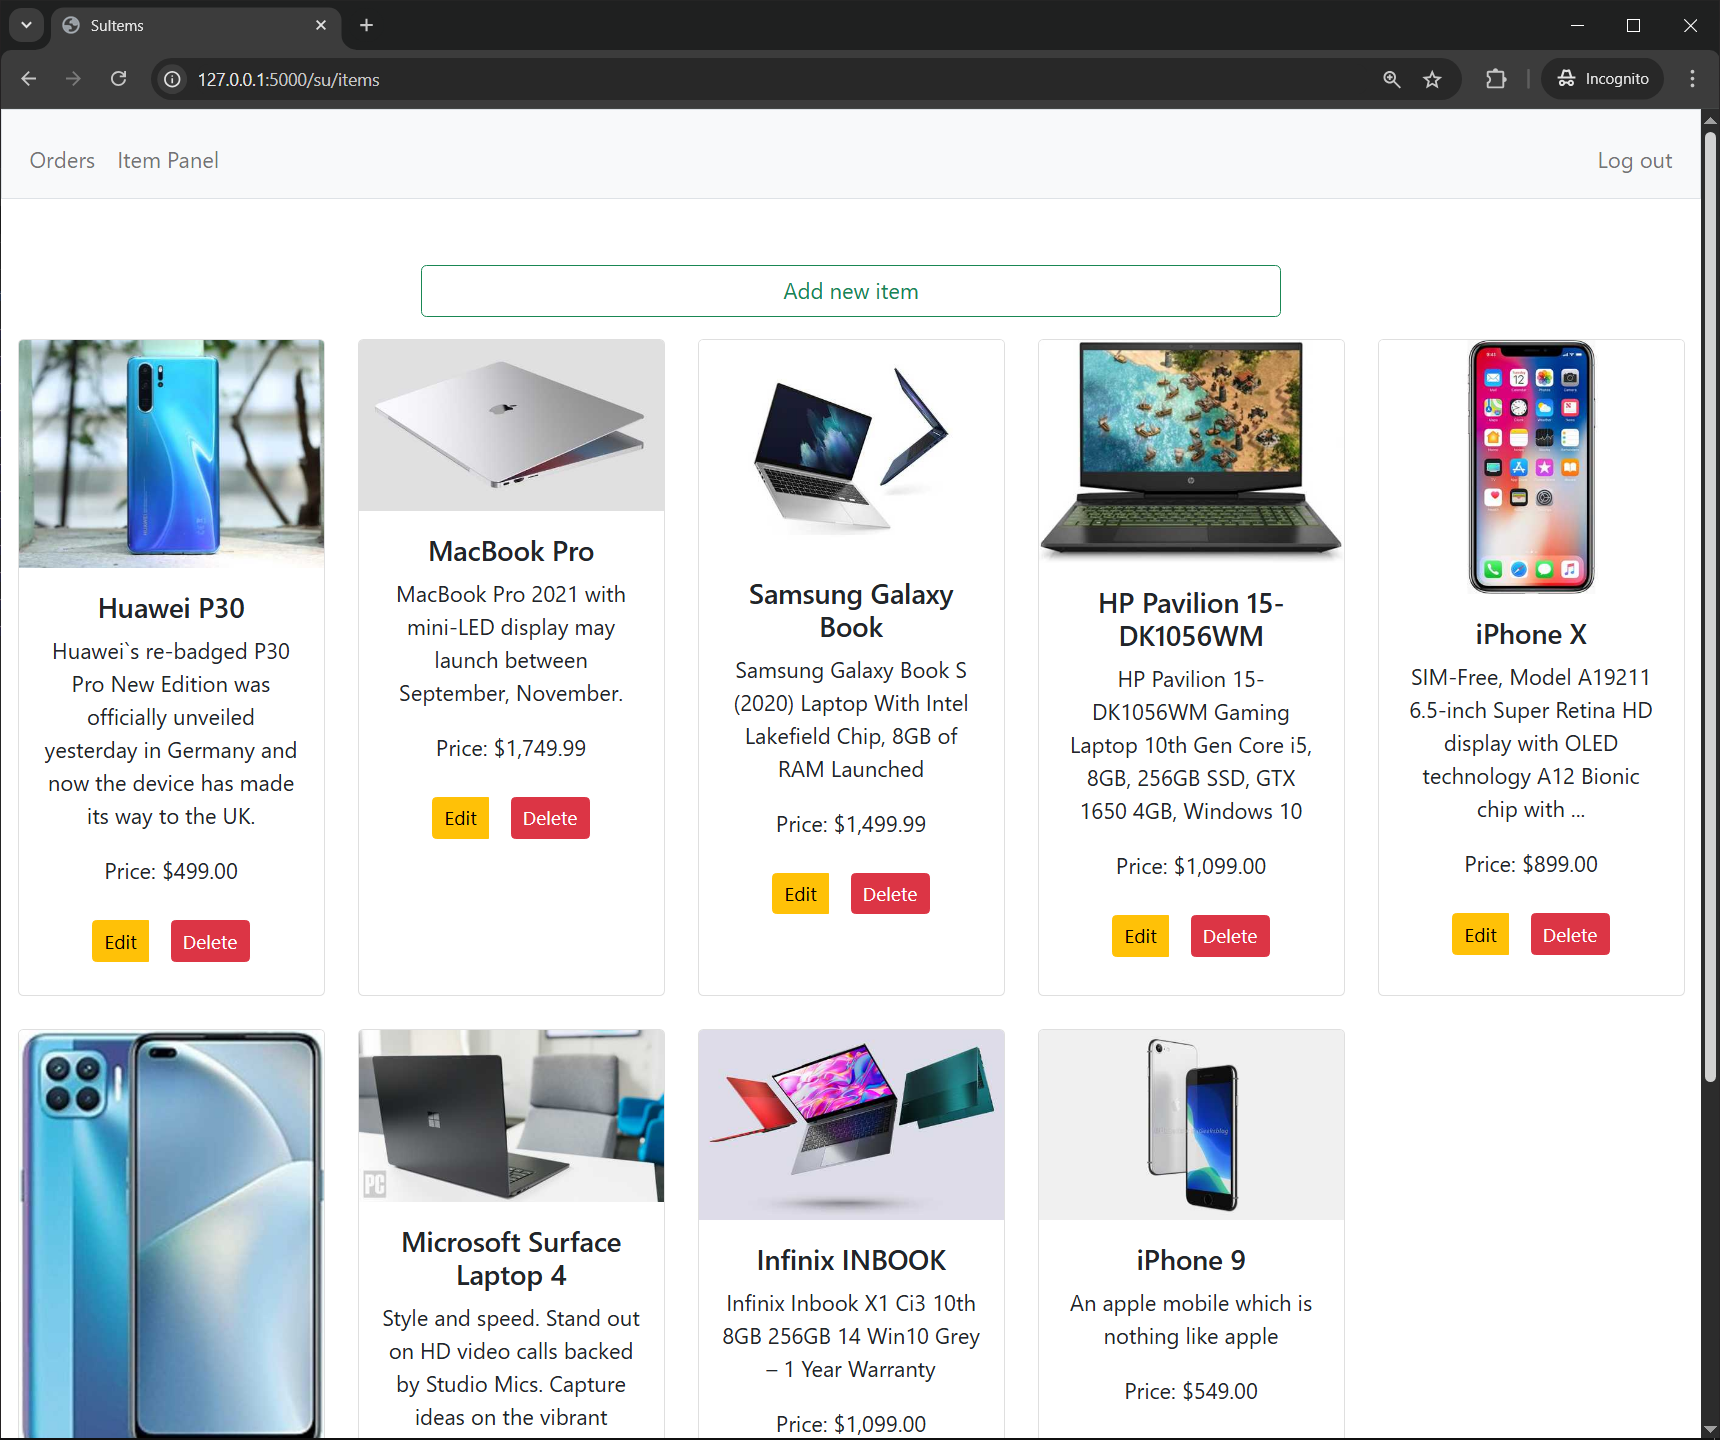 SuItems
127.0.0.1:5000/su/items
Incognito
Orders
Item Panel
Log out
Add new item
Huawei P30
Huawei`s re-badged P30
Pro New Edition was
officially unveiled
yesterday in Germany and
now the device has made
its way to the UK.
Price: $499.00
Edit
Delete
MacBook Pro
MacBook Pro 2021 with
mini-LED display may
launch between
September, November.
Price: $1,749.99
Edit
Delete
Samsung Galaxy
Book
Samsung Galaxy Book S
(2020) Laptop With Intel
Lakefield Chip, 8GB of
RAM Launched
Price: $1,499.99
Edit
Delete
HP Pavilion 15-
DK1056WM
HP Pavilion 15-
DK1056WM Gaming
Laptop 10th Gen Core i5,
8GB, 256GB SSD, GTX
1650 4GB, Windows 10
Price: $1,099.00
Edit
Delete
iPhone X
SIM-Free, Model A19211
6.5-inch Super Retina HD
display with OLED
technology A12 Bionic
chip with ...
Price: $899.00
Edit
Delete
PC
Microsoft Surface
Laptop 4
Style and speed. Stand out
on HD video calls backed
by Studio Mics. Capture
ideas on the vibrant
Infinix INBOOK
Infinix Inbook X1 Ci3 10th
8GB 256GB 14 Win10 Grey
– 1 Year Warranty
Price: $1,099.00
iPhone 9
An apple mobile which is
nothing like apple
Price: $549.00